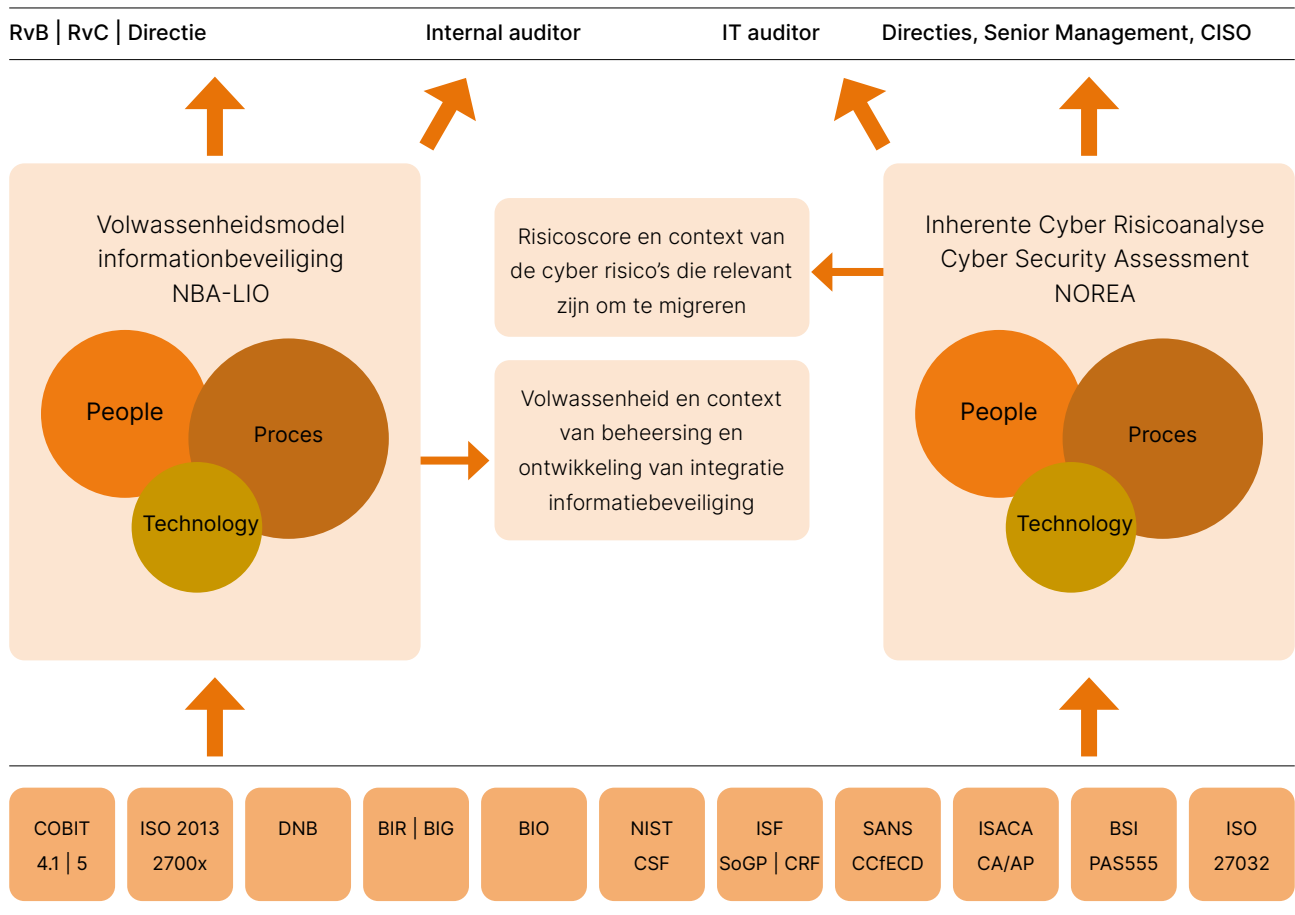 RvB | RvC | Directie
Internal auditor
IT auditor
Directies, Senior Management, CISO
Volwassenheidsmodel
informationbeveiliging
NBA-LIO
People
Proces
Technology
Risicoscore en context van
de cyber risico’s die relevant
zijn om te migreren
Volwassenheid en context
van beheersing en
ontwikkeling van integratie
informatiebeveiliging
Inherente Cyber Risicoanalyse
Cyber Security Assessment
NOREA
People
Proces
Technology
COBIT
4.1 | 5
ISO 2013
2700x
DNB
BIR | BIG
BIO
NIST
CSF
ISF
SoGP | CRF
SANS
CCfECD
ISACA
CA/AP
BSI
PAS555
ISO
27032